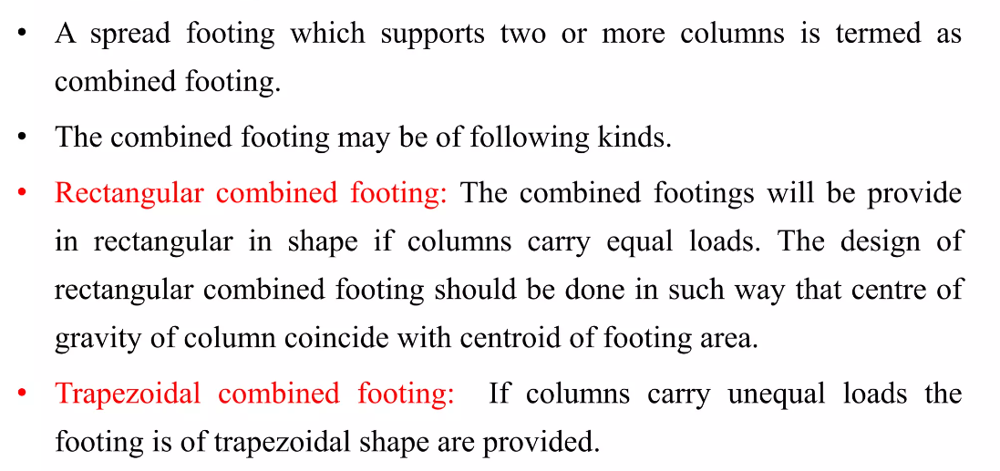 • A spread footing which supports two or more columns is termed as
combined footing.
• The combined footing may be of following kinds.
• Rectangular combined footing: The combined footings will be provide
in rectangular in shape if columns carry equal loads. The design of
rectangular combined footing should be done in such way that centre of
gravity of column coincide with centroid of footing area.
• Trapezoidal combined footing: If columns carry unequal loads the
footing is of trapezoidal shape are provided.